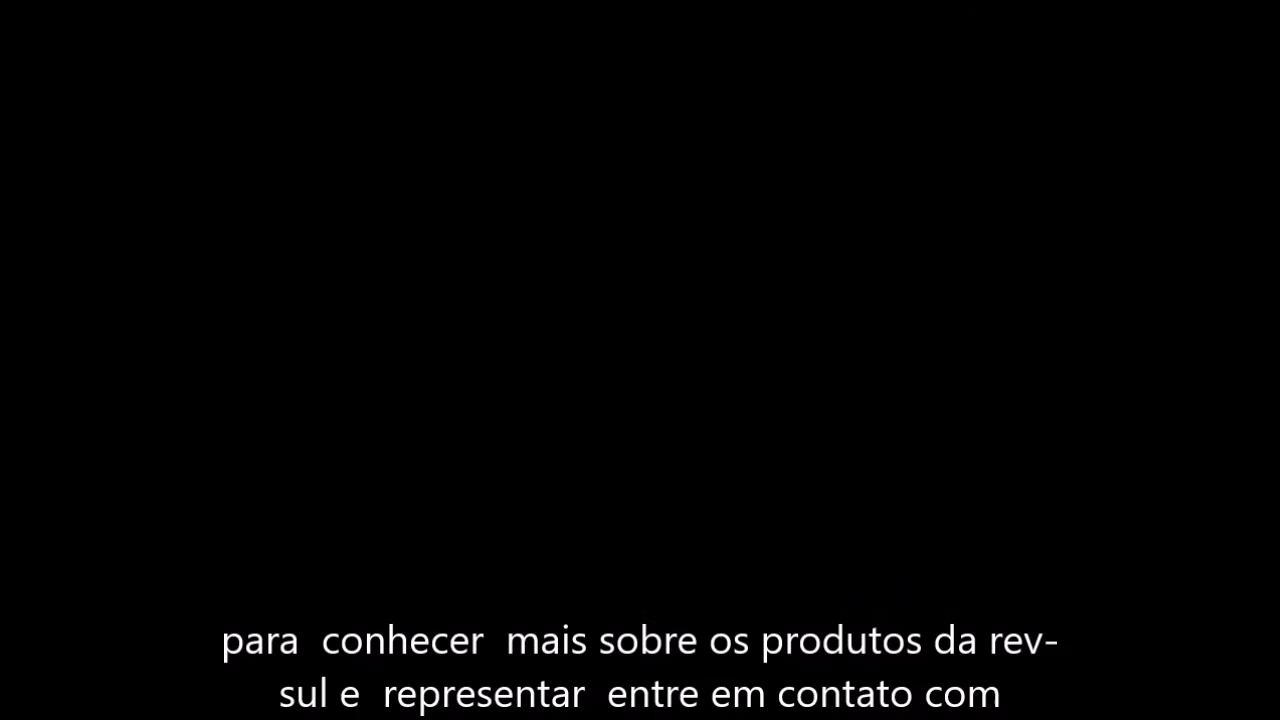 para  conhecer  mais sobre os produtos da rev-
sul e  representar  entre em contato com